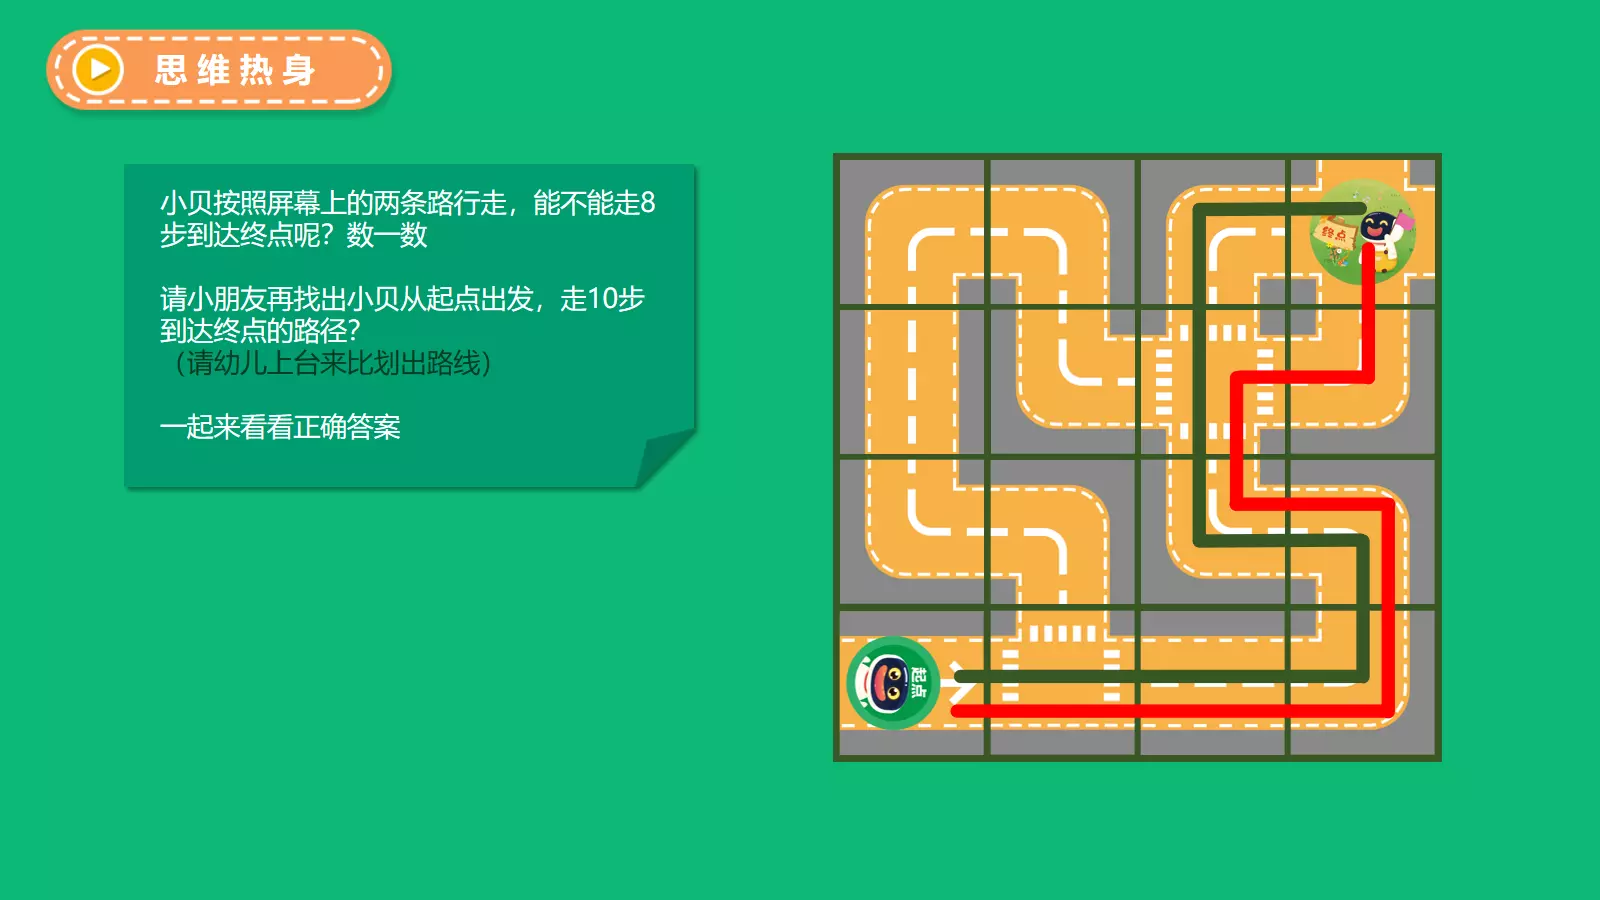 思维热身
小贝按照屏幕上的两条路行走，能不能走8
步到达终点呢？数一数
请小朋友再找出小贝从起点出发，走10步
到达终点的路径？
（请幼儿上台来比划出路线）
一起来看看正确答案
终点
起点